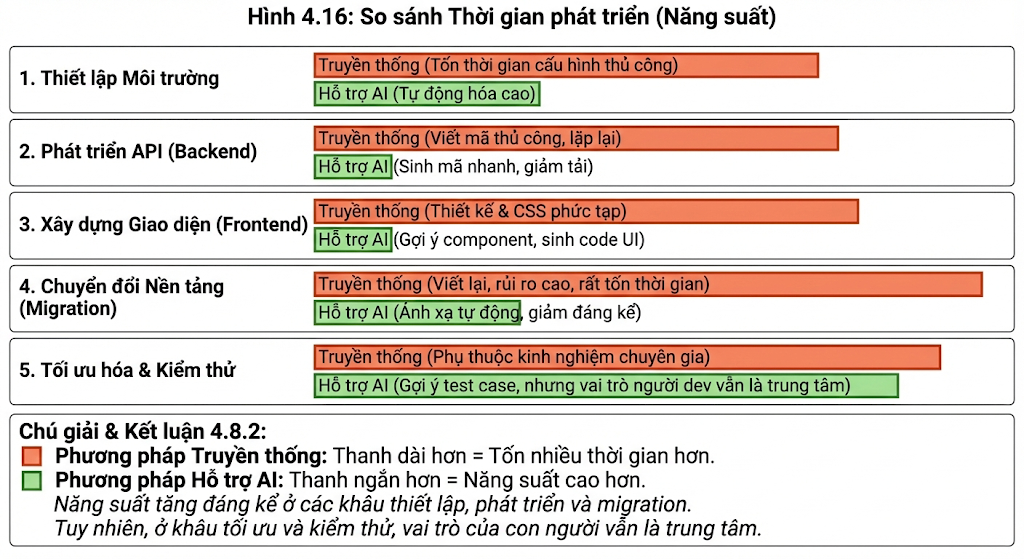 Hình 4.16: So sánh Thời gian phát triển (Năng suất)
1. Thiết lập Môi trường
Truyền thống (Tốn thời gian cấu hình thủ công)
Hỗ trợ AI (Tự động hóa cao)
2. Phát triển API (Backend)
Truyền thống (Viết mã thủ công, lặp lại)
Hỗ trợ AI (Sinh mã nhanh, giảm tải)
3. Xây dựng Giao diện (Frontend)
Truyền thống (Thiết kế & CSS phức tạp)
Hỗ trợ AI (Gợi ý component, sinh code UI)
4. Chuyển đổi Nền tảng
(Migration)
Truyền thống (Viết lại, rủi ro cao, rất tốn thời gian)
Hỗ trợ AI (Ánh xạ tự động, giảm đáng kể)
5. Tối ưu hóa & Kiểm thử
Truyền thống (Phụ thuộc kinh nghiệm chuyên gia)
Hỗ trợ AI (Gợi ý test case, nhưng vai trò người dev vẫn là trung tâm)
Chú giải & Kết luận 4.8.2:
Phương pháp Truyền thống: Thanh dài hơn = Tốn nhiều thời gian hơn.
Phương pháp Hỗ trợ AI: Thanh ngắn hơn = Năng suất cao hơn.
Năng suất tăng đáng kể ở các khâu thiết lập, phát triển và migration.
Tuy nhiên, ở khâu tối ưu và kiểm thử, vai trò của con người vẫn là trung tâm.